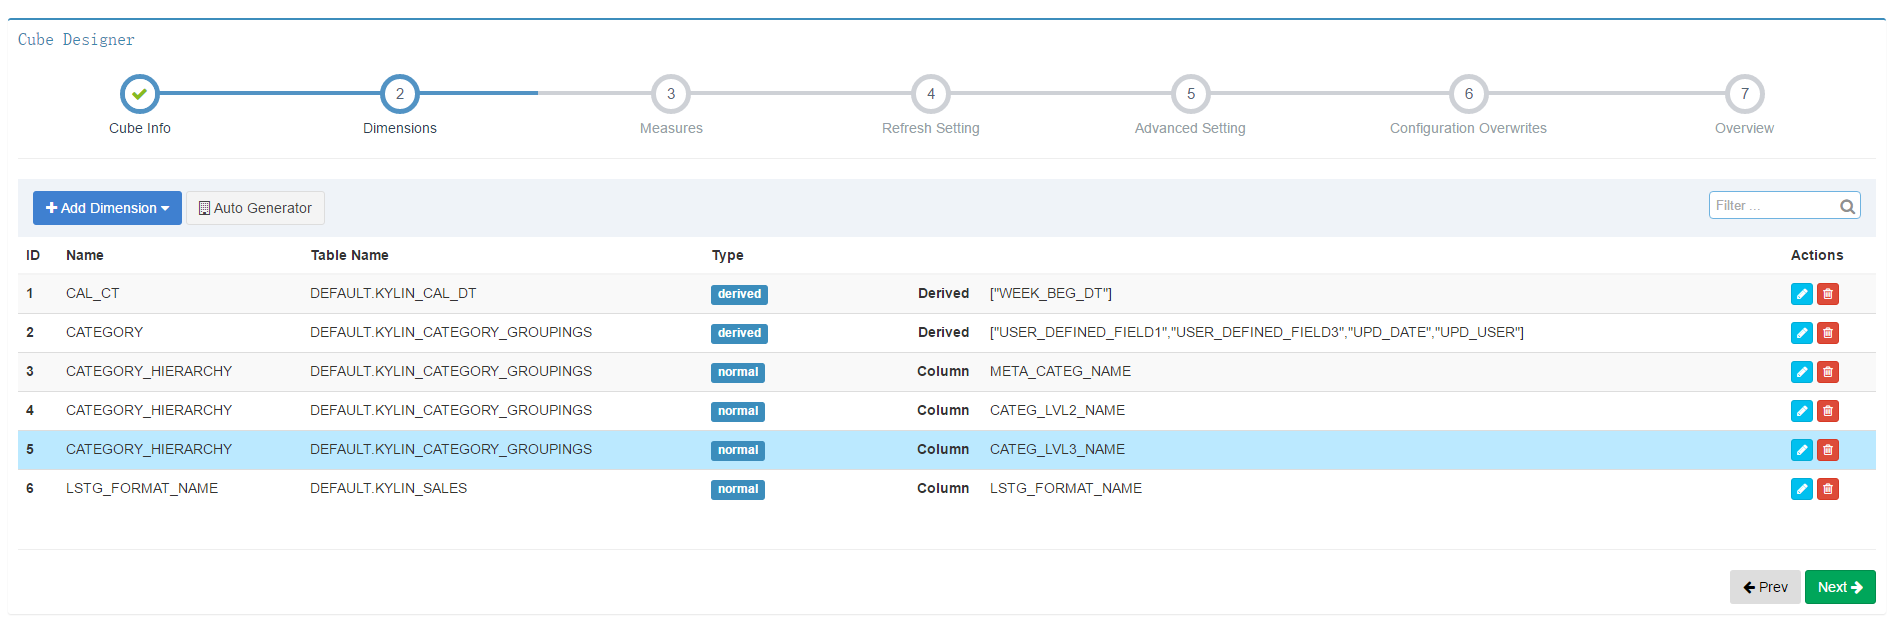 Cube Designer
2 3 4 5 6 7
Cube Info Dimensions Measures Refresh Setting Advanced Setting Configuration Overwrites Overview
Add Dimension Auto Generator Filter ...
ID Name Table Name Type Actions
1 CAL_CT DEFAULT.KYLIN_CAL_DT derived Derived ["WEEK_BEG_DT"]
2 CATEGORY DEFAULT.KYLIN_CATEGORY_GROUPINGS derived Derived ["USER_DEFINED_FIELD1","USER_DEFINED_FIELD3","UPD_DATE","UPD_USER"]
3 CATEGORY_HIERARCHY DEFAULT.KYLIN_CATEGORY_GROUPINGS normal Column META_CATEG_NAME
4 CATEGORY_HIERARCHY DEFAULT.KYLIN_CATEGORY_GROUPINGS normal Column CATEG_LVL2_NAME
5 CATEGORY_HIERARCHY DEFAULT.KYLIN_CATEGORY_GROUPINGS normal Column CATEG_LVL3_NAME
6 LSTG_FORMAT_NAME DEFAULT.KYLIN_SALES normal Column LSTG_FORMAT_NAME
Prev Next